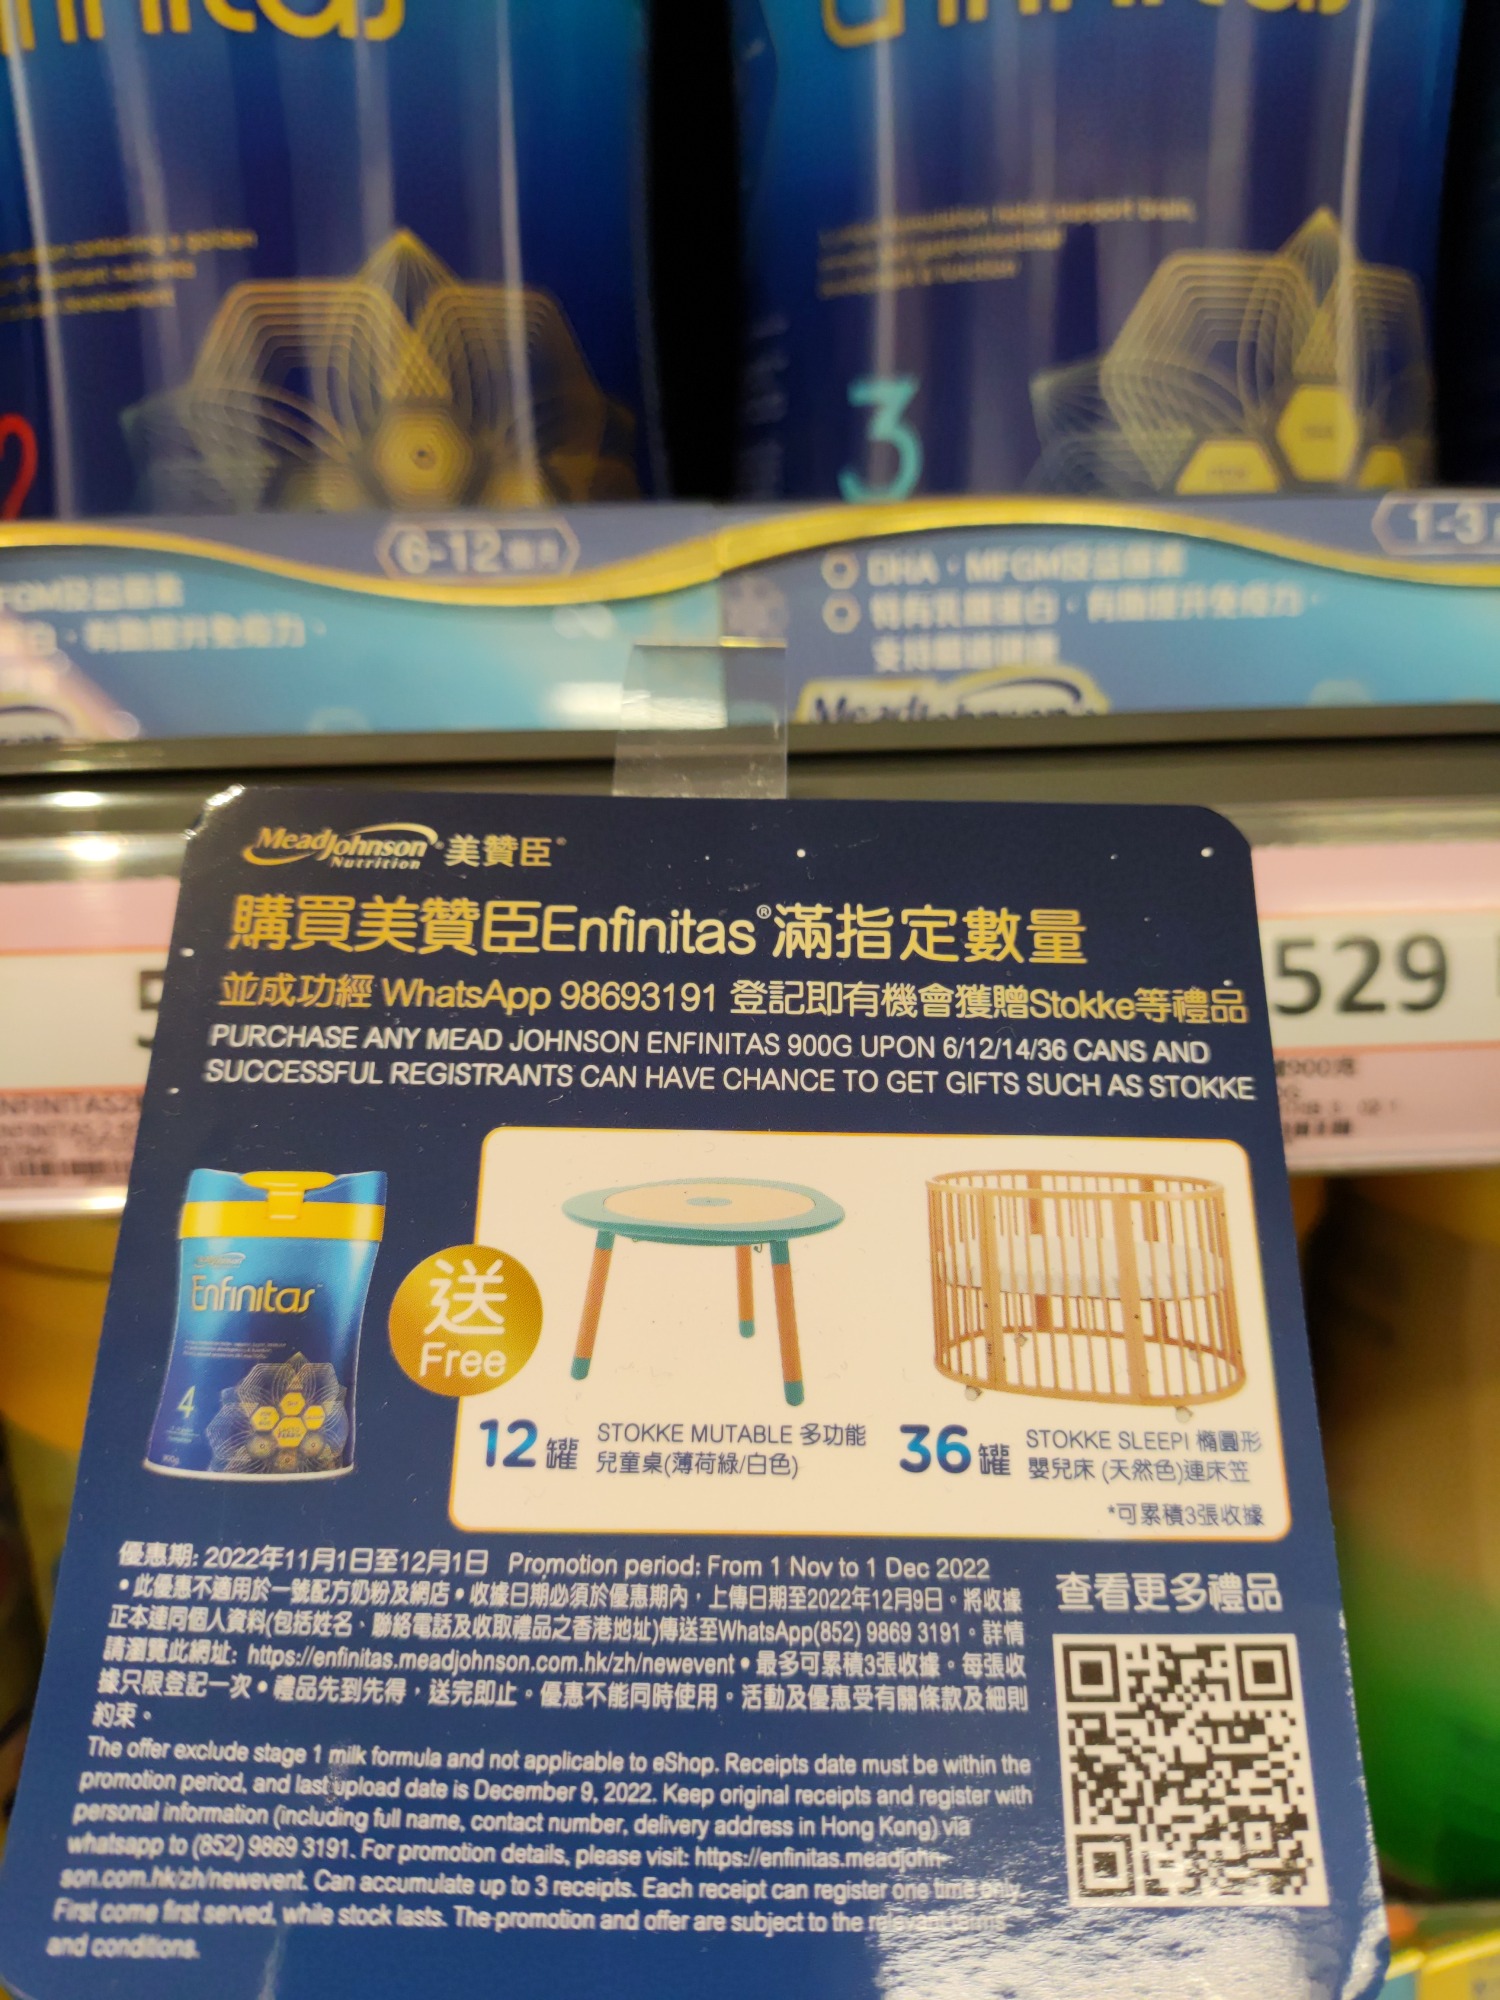 2
3
6-12個月
1-3
DHA・MFGM
MeadJohnson
529
MeadJohnson 美贊臣
Nutrition
購買美贊臣Enfinitas®滿指定數量
並成功經 WhatsApp 98693191 登記即有機會獲贈Stokke等禮品
PURCHASE ANY MEAD JOHNSON ENFINITAS 900G UPON 6/12/14/36 CANS AND
SUCCESSFUL REGISTRANTS CAN HAVE CHANCE TO GET GIFTS SUCH AS STOKKE
Enfinitas
4
送
Free
12罐 STOKKE MUTABLE 多功能
兒童桌(薄荷綠/白色)
36罐 STOKKE SLEEPI 橢圓形
嬰兒床 (天然色)連床笠
*可累積3張收據
優惠期: 2022年11月1日至12月1日 Promotion period: From 1 Nov to 1 Dec 2022
•此優惠不適用於一號配方奶粉及網店•收據日期必須於優惠期內，上傳日期至2022年12月9日。將收據
正本連同個人資料(包括姓名、聯絡電話及收取禮品之香港地址)傳送至WhatsApp(852) 9869 3191。詳情
請瀏覽此網址: https://enfinitas.meadjohnson.com.hk/zh/newevent•最多可累積3張收據。每張收
據只限登記一次•禮品先到先得，送完即止。優惠不能同時使用。活動及優惠受有關條款及細則
約束。
The offer exclude stage 1 milk formula and not applicable to eShop. Receipts date must be within the
promotion period, and last upload date is December 9, 2022. Keep original receipts and register with
personal information (including full name, contact number, delivery address in Hong Kong) via
whatsapp to (852) 9869 3191. For promotion details, please visit: https://enfinitas.meadjohn-
son.com.hk/zh/newevent. Can accumulate up to 3 receipts. Each receipt can register one time only.
First come first served, while stock lasts. The promotion and offer are subject to the relevant terms
and conditions.
查看更多禮品